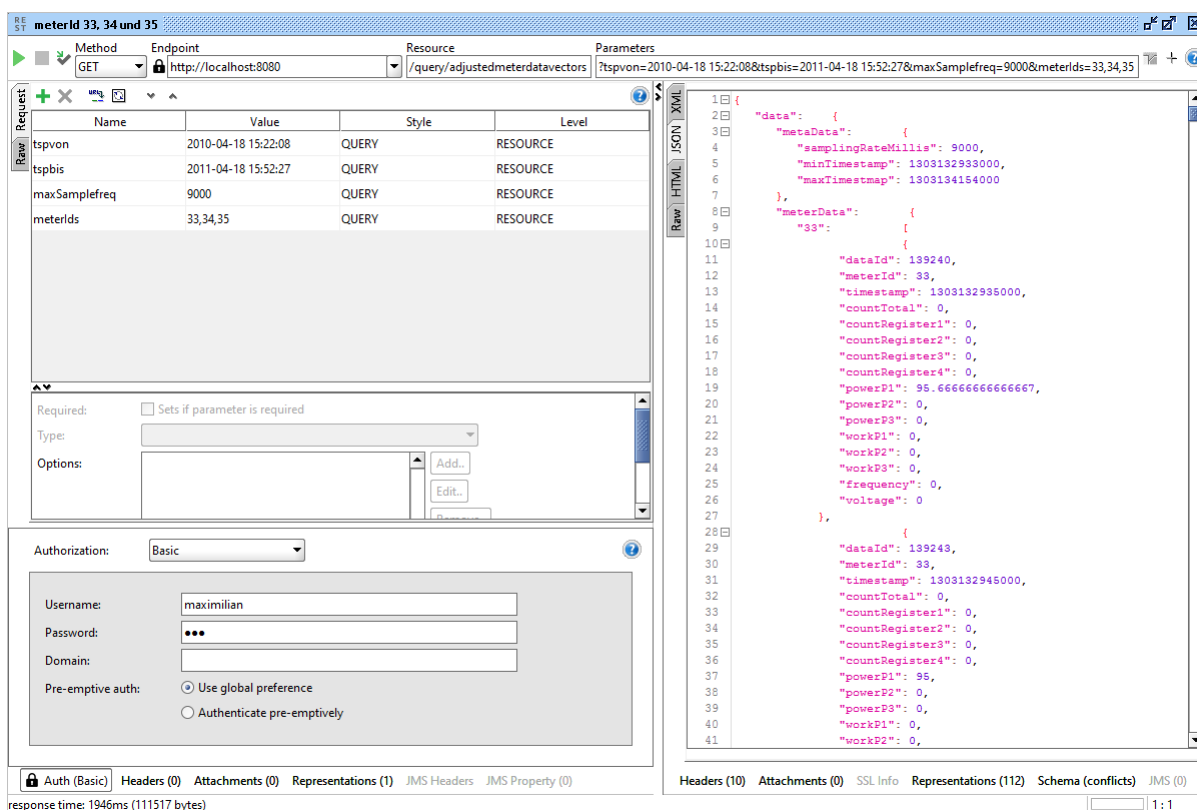 RE ST meterId 33, 34 und 35
Method Endpoint Resource Parameters
GET http://localhost:8080 /query/adjustedmeterdatavectors ?tspvon=2010-04-18 15:22:08&tspbis=2011-04-18 15:52:27&maxSamplefreq=9000&meterIds=33,34,35
Request
Raw
Name Value Style Level
tspvon 2010-04-18 15:22:08 QUERY RESOURCE
tspbis 2011-04-18 15:52:27 QUERY RESOURCE
maxSamplefreq 9000 QUERY RESOURCE
meterIds 33,34,35 QUERY RESOURCE
Required: Sets if parameter is required
Type:
Options: Add..
Edit..
Authorization: Basic
Username: maximilian
Password: •••
Domain:
Pre-emptive auth: Use global preference
Authenticate pre-emptively
Auth (Basic) Headers (0) Attachments (0) Representations (1) JMS Headers JMS Property (0)
response time: 1946ms (111517 bytes)
XML
JSON
HTML
Raw
1 {
2 "data": {
3 "metaData": {
4 "samplingRateMillis": 9000,
5 "minTimestamp": 1303132933000,
6 "maxTimestmap": 1303134154000
7 },
8 "meterData": {
9 "33": [
10 {
11 "dataId": 139240,
12 "meterId": 33,
13 "timestamp": 1303132935000,
14 "countTotal": 0,
15 "countRegister1": 0,
16 "countRegister2": 0,
17 "countRegister3": 0,
18 "countRegister4": 0,
19 "powerP1": 95.66666666666667,
20 "powerP2": 0,
21 "powerP3": 0,
22 "workP1": 0,
23 "workP2": 0,
24 "workP3": 0,
25 "frequency": 0,
26 "voltage": 0
27 },
28 {
29 "dataId": 139243,
30 "meterId": 33,
31 "timestamp": 1303132945000,
32 "countTotal": 0,
33 "countRegister1": 0,
34 "countRegister2": 0,
35 "countRegister3": 0,
36 "countRegister4": 0,
37 "powerP1": 95,
38 "powerP2": 0,
39 "powerP3": 0,
40 "workP1": 0,
41 "workP2": 0,
Headers (10) Attachments (0) SSL Info Representations (112) Schema (conflicts) JMS (0)
1 : 1